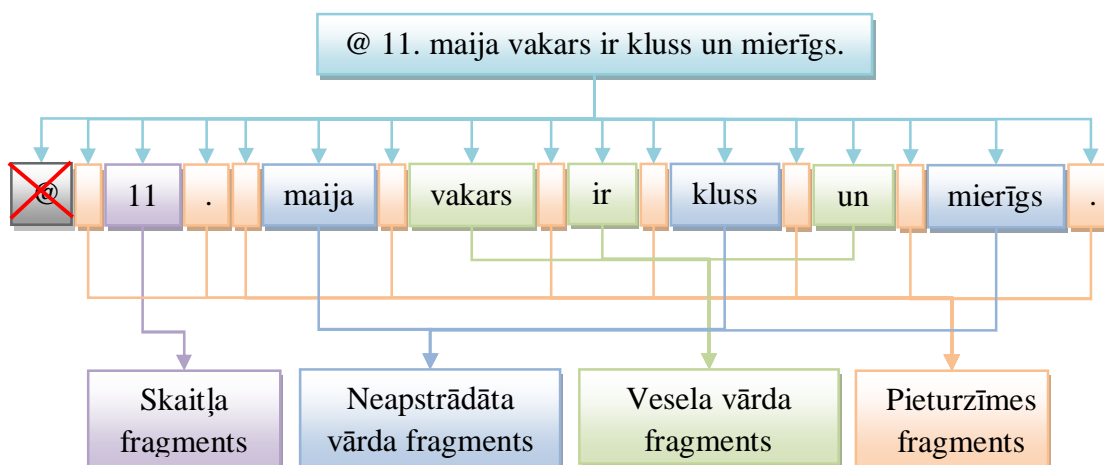 @ 11. maija vakars ir kluss un mierīgs.
@ 11 . maija vakars ir kluss un mierīgs .
Skaitļa
fragments
Neapstrādāta
vārda fragments
Vesela vārda
fragments
Pieturzīmes
fragments